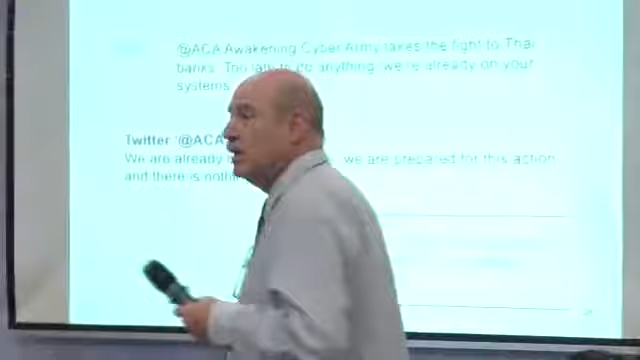 @ACA Awakening Cyber Army takes the fight to Thai
banks. Too late to do anything we're already on your
systems
Twitter '@ACA
We are already we are prepared for this action
and there is